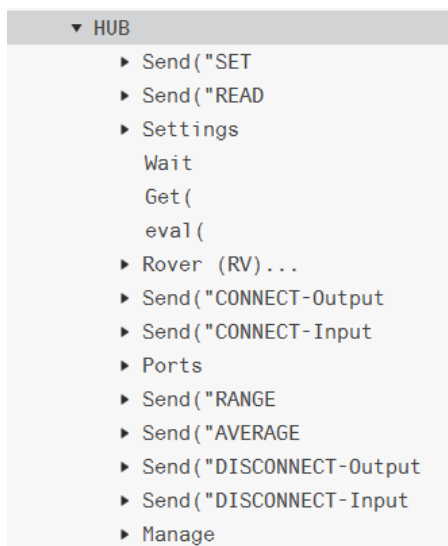 HUB
Send("SET
Send("READ
Settings
Wait
Get(
eval(
Rover (RV)...
Send("CONNECT-Output
Send("CONNECT-Input
Ports
Send("RANGE
Send("AVERAGE
Send("DISCONNECT-Output
Send("DISCONNECT-Input
Manage